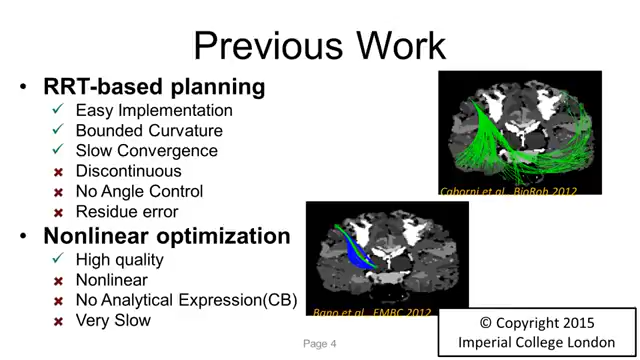 Previous Work
• RRT-based planning
✓ Easy Implementation
✓ Bounded Curvature
✓ Slow Convergence
✗ Discontinuous
✗ No Angle Control
✗ Residue error
Caborni et al., BioRob 2012
• Nonlinear optimization
✓ High quality
✗ Nonlinear
✗ No Analytical Expression(CB)
✗ Very Slow
Bano et al., EMBC 2012
© Copyright 2015
Imperial College London
Page 4